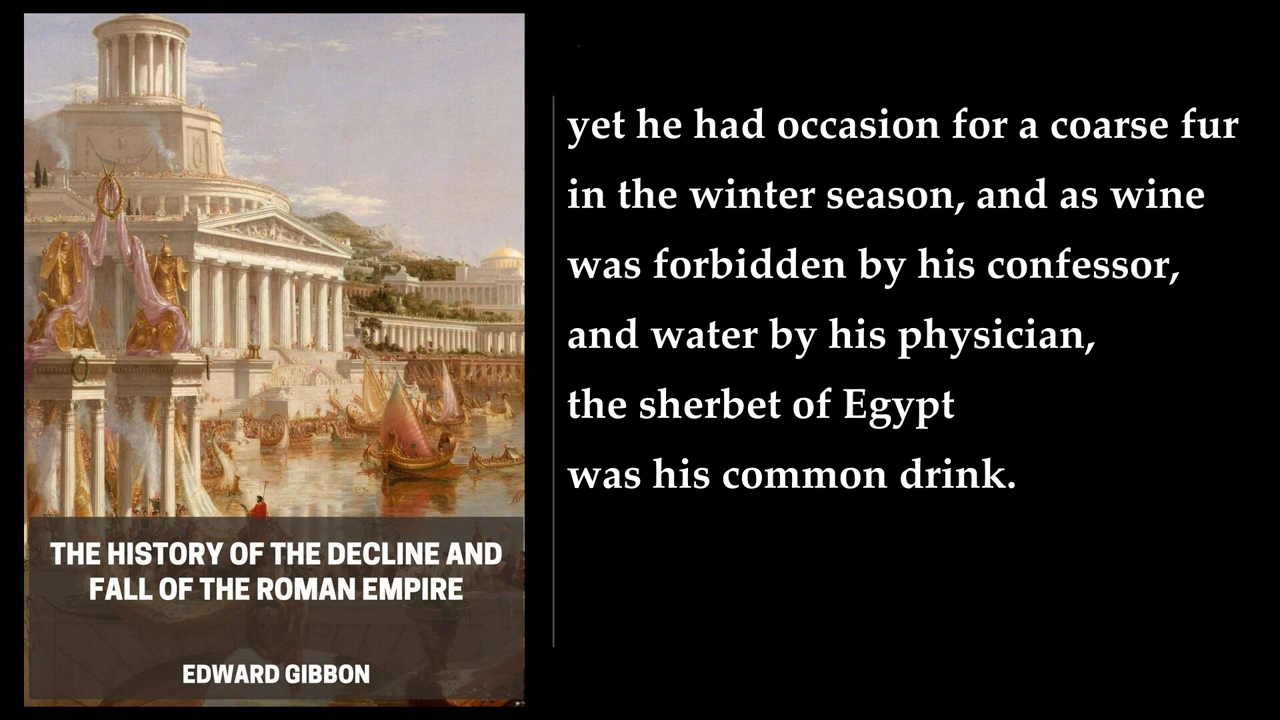 yet he had occasion for a coarse fur
in the winter season, and as wine
was forbidden by his confessor,
and water by his physician,
the sherbet of Egypt
was his common drink.
THE HISTORY OF THE DECLINE AND
FALL OF THE ROMAN EMPIRE
EDWARD GIBBON